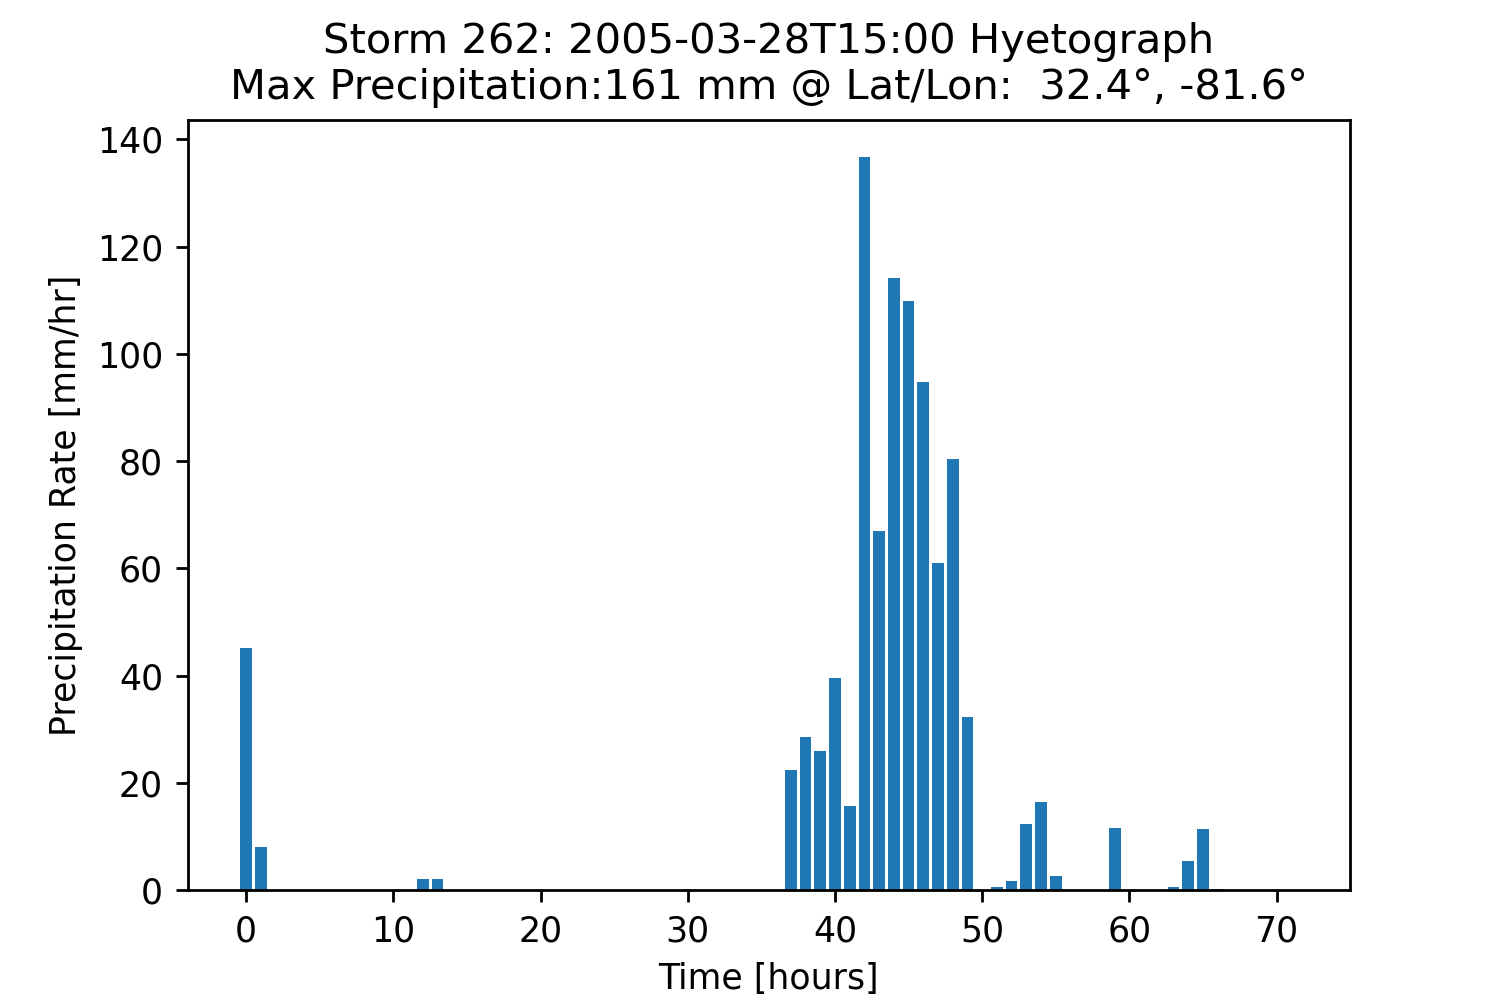 Storm 262: 2005-03-28T15:00 Hyetograph
Max Precipitation:161 mm @ Lat/Lon:  32.4°, -81.6°
Precipitation Rate [mm/hr]
140
120
100
80
60
40
20
0
0 10 20 30 40 50 60 70
Time [hours]